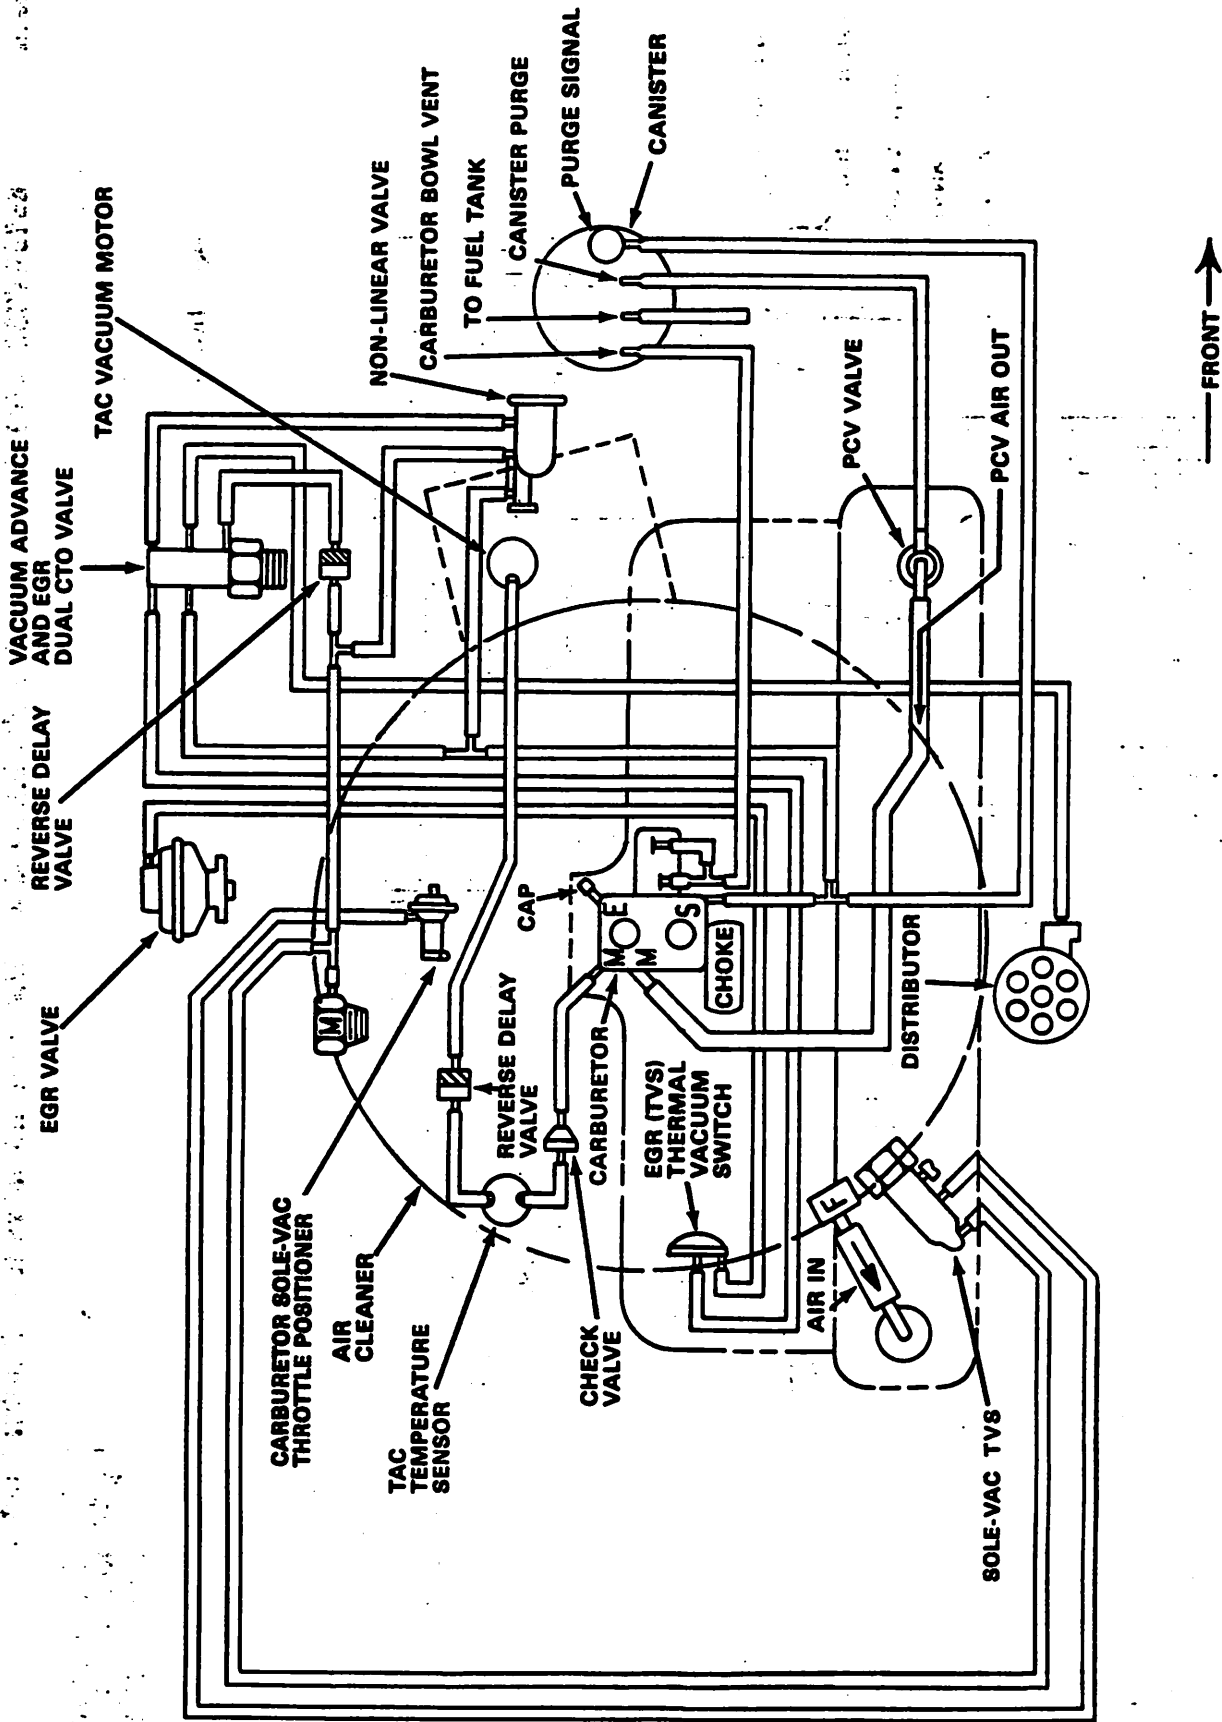 VACUUM ADVANCE
AND EGR
DUAL CTO VALVE
TAC VACUUM MOTOR
REVERSE DELAY
VALVE
EGR VALVE
NON-LINEAR VALVE
CARBURETOR BOWL VENT
TO FUEL TANK
CANISTER PURGE
PURGE SIGNAL
CANISTER
CARBURETOR SOLE-VAC
THROTTLE POSITIONER
AIR
CLEANER
TAC
TEMPERATURE
SENSOR
M
REVERSE DELAY
VALVE
CHECK
VALVE
CAP
CARBURETOR
E
S
M
M
CHOKE
EGR (TVS)
THERMAL
VACUUM
SWITCH
PCV VALVE
PCV AIR OUT
DISTRIBUTOR
AIR IN
F
SOLE-VAC TVS
FRONT